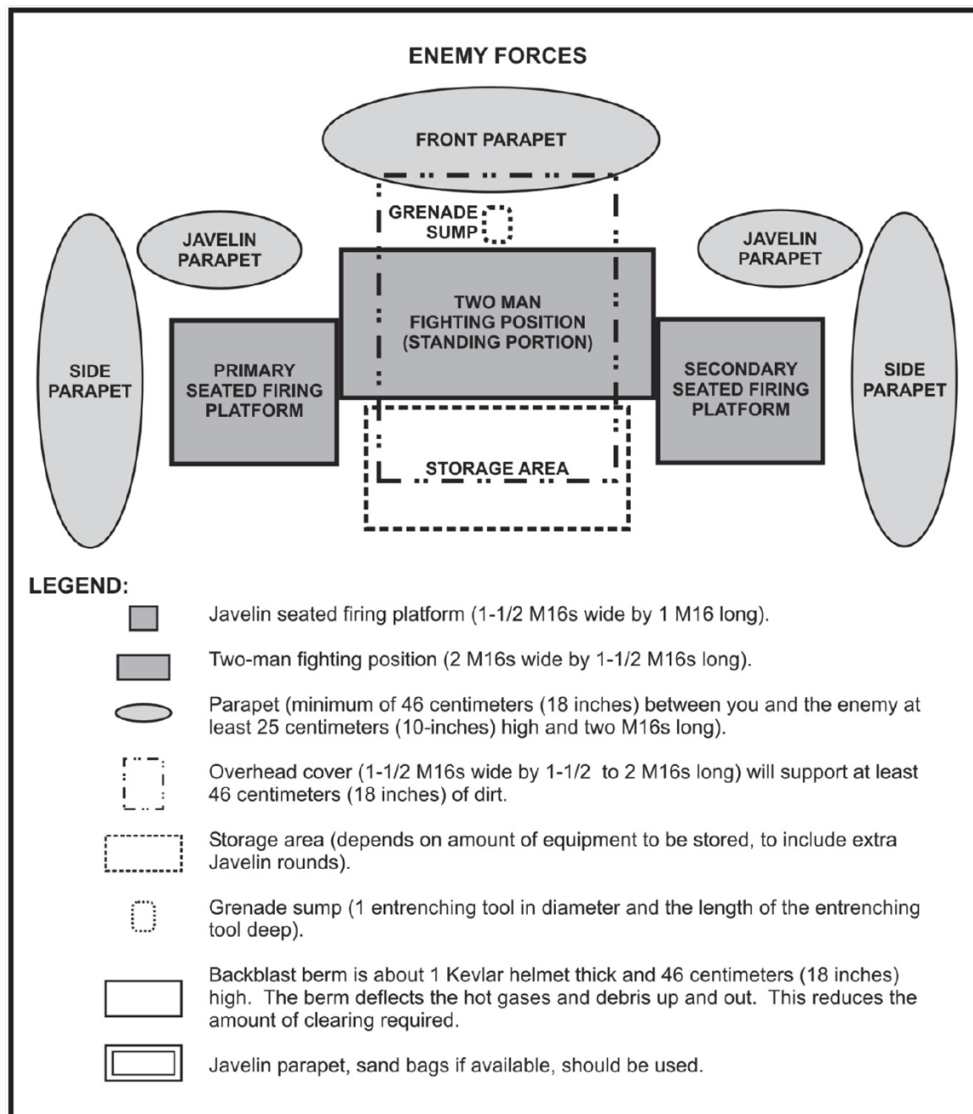 ENEMY FORCES
FRONT PARAPET
GRENADE
SUMP
JAVELIN
PARAPET
JAVELIN
PARAPET
TWO MAN
FIGHTING POSITION
(STANDING PORTION)
SIDE
PARAPET
PRIMARY
SEATED FIRING
PLATFORM
SECONDARY
SEATED FIRING
PLATFORM
SIDE
PARAPET
STORAGE AREA
LEGEND:
Javelin seated firing platform (1-1/2 M16s wide by 1 M16 long).
Two-man fighting position (2 M16s wide by 1-1/2 M16s long).
Parapet (minimum of 46 centimeters (18 inches) between you and the enemy at
least 25 centimeters (10-inches) high and two M16s long).
Overhead cover (1-1/2 M16s wide by 1-1/2 to 2 M16s long) will support at least
46 centimeters (18 inches) of dirt.
Storage area (depends on amount of equipment to be stored, to include extra
Javelin rounds).
Grenade sump (1 entrenching tool in diameter and the length of the entrenching
tool deep).
Backblast berm is about 1 Kevlar helmet thick and 46 centimeters (18 inches)
high. The berm deflects the hot gases and debris up and out. This reduces the
amount of clearing required.
Javelin parapet, sand bags if available, should be used.